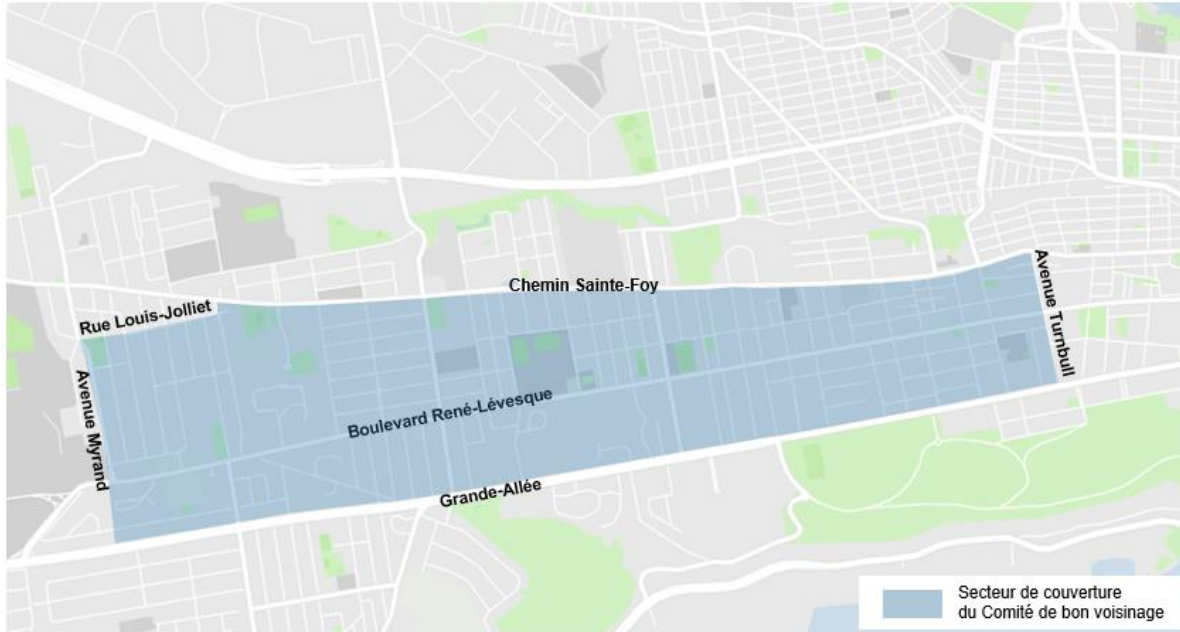 Chemin Sainte-Foy
Avenue Turnbull
Rue Louis-Jolliet
Avenue Myrand
Boulevard René-Lévesque
Grande-Allée
Secteur de couverture
du Comité de bon voisinage